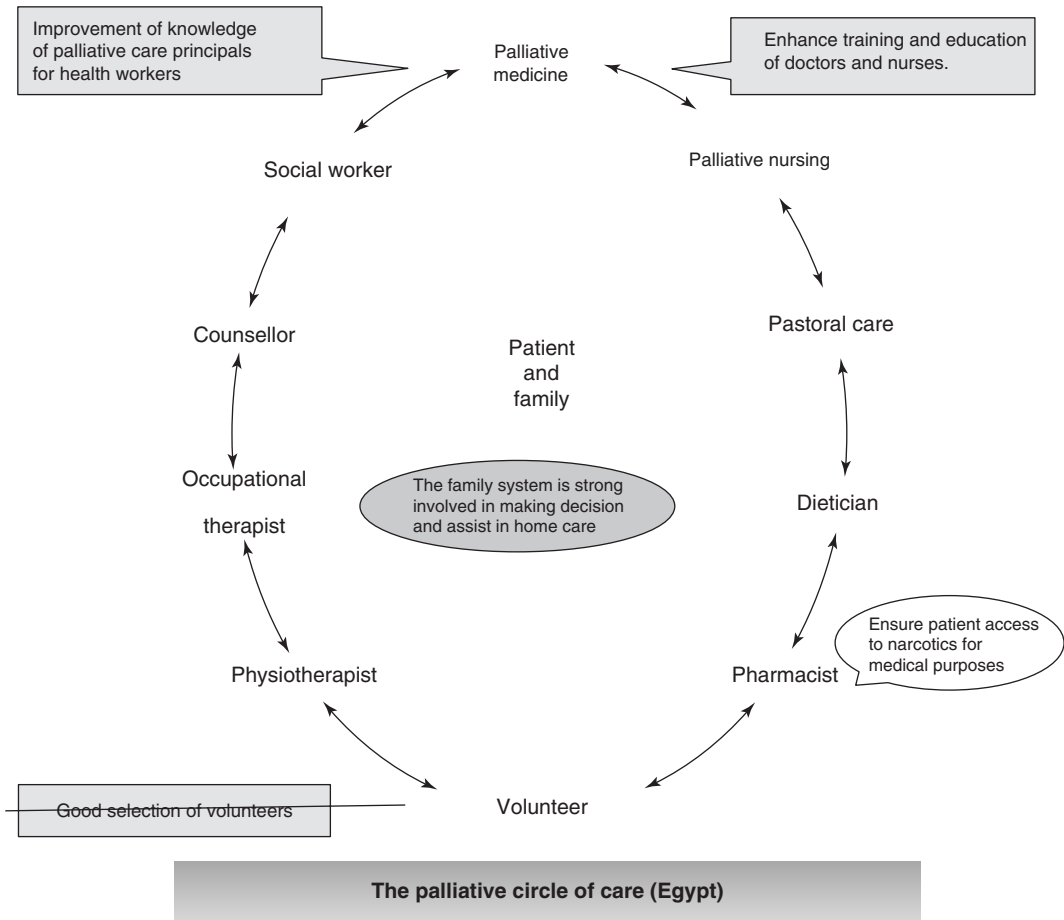 Improvement of knowledge
of palliative care principals
for health workers
Palliative
medicine
Enhance training and education
of doctors and nurses.
Social worker
Palliative nursing
Counsellor
Pastoral care
Patient
and
family
Occupational
therapist
The family system is strong
involved in making decision
and assist in home care
Dietician
Ensure patient access
to narcotics for
medical purposes
Physiotherapist
Pharmacist
Good selection of volunteers
Volunteer
The palliative circle of care (Egypt)